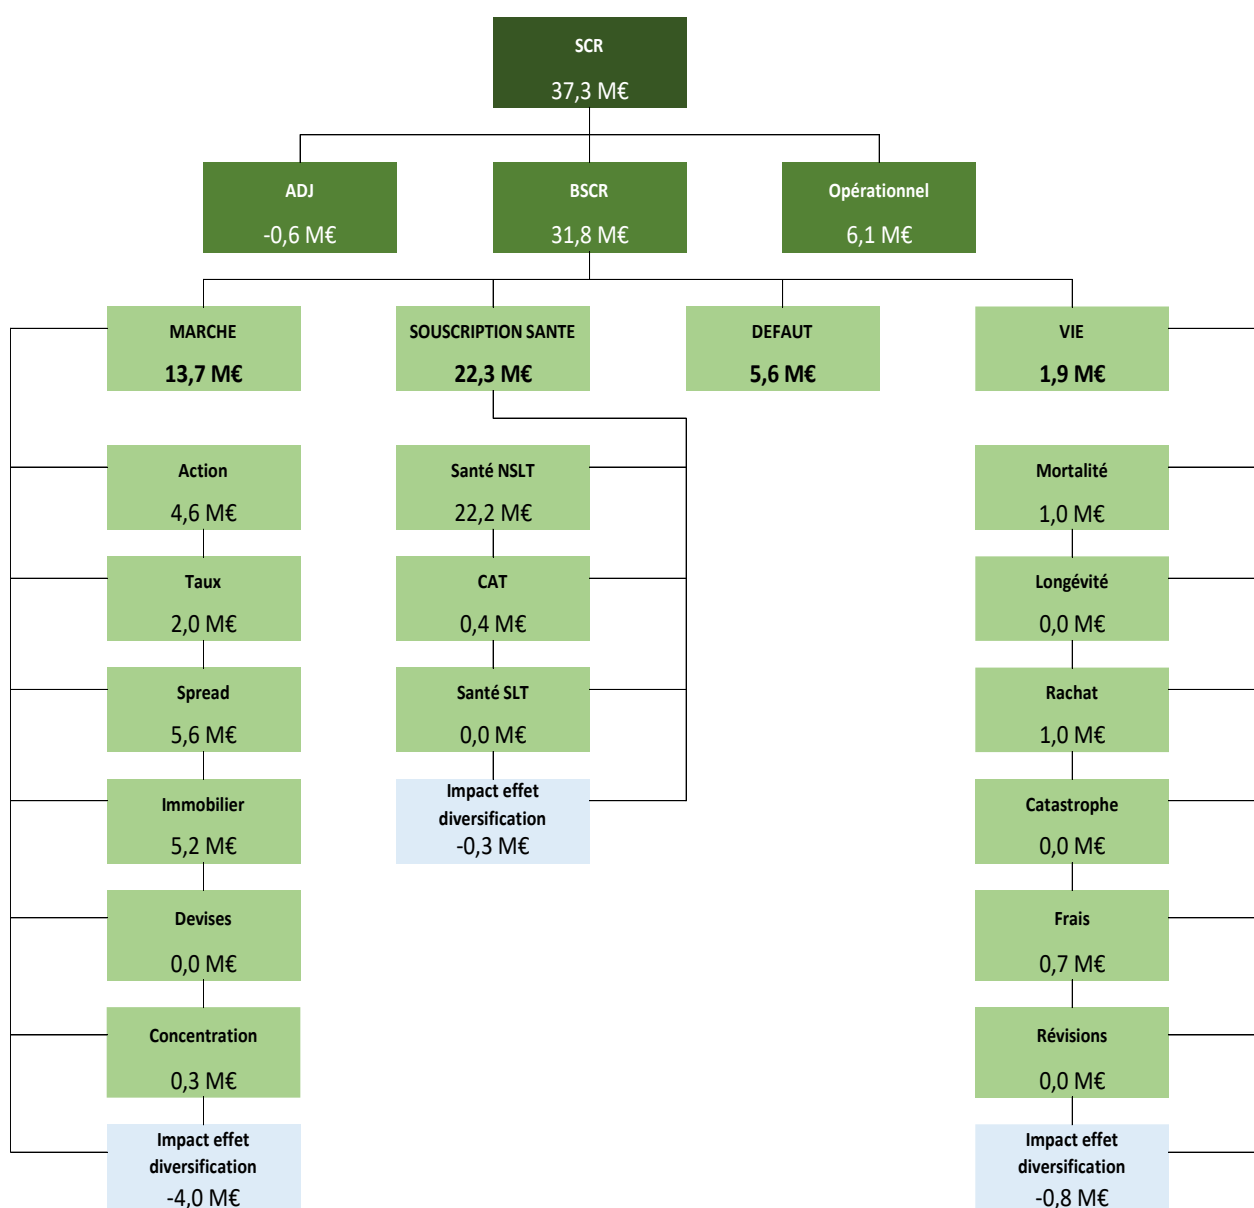 SCR
37,3 M€
ADJ
-0,6 M€
BSCR
31,8 M€
Opérationnel
6,1 M€
MARCHE
13,7 M€
SOUSCRIPTION SANTE
22,3 M€
DEFAUT
5,6 M€
VIE
1,9 M€
Action
4,6 M€
Taux
2,0 M€
Spread
5,6 M€
Immobilier
5,2 M€
Devises
0,0 M€
Concentration
0,3 M€
Impact effet
diversification
-4,0 M€
Santé NSLT
22,2 M€
CAT
0,4 M€
Santé SLT
0,0 M€
Impact effet
diversification
-0,3 M€
Mortalité
1,0 M€
Longévité
0,0 M€
Rachat
1,0 M€
Catastrophe
0,0 M€
Frais
0,7 M€
Révisions
0,0 M€
Impact effet
diversification
-0,8 M€